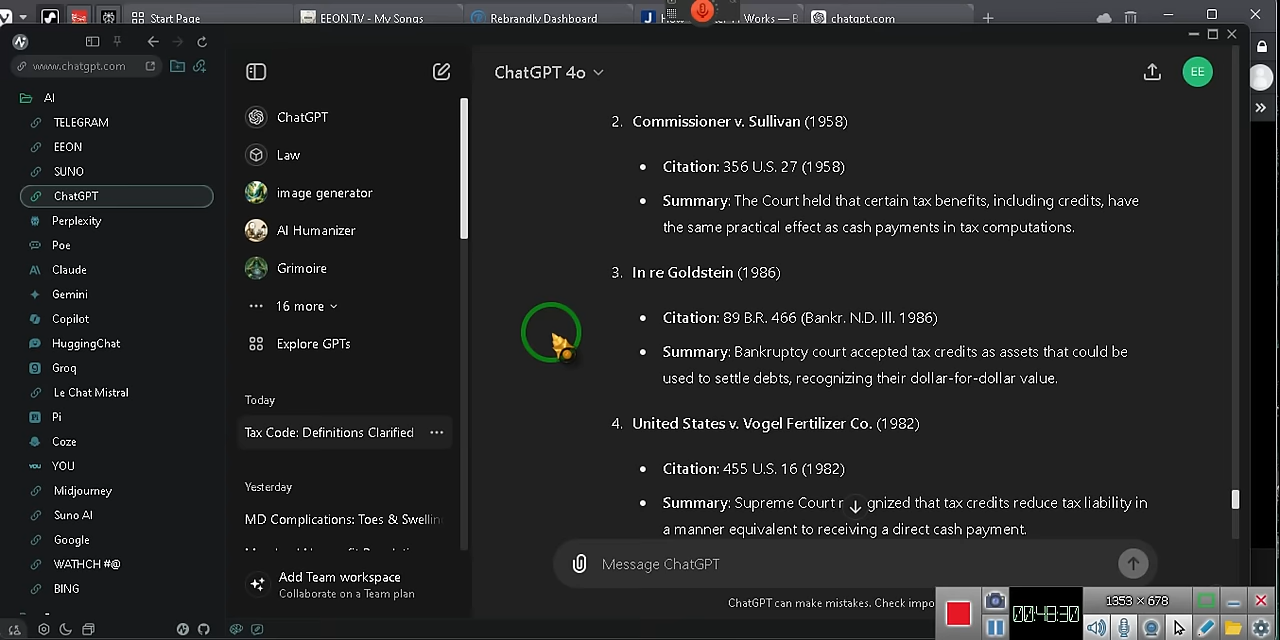 Start Page
EEON.TV - My Songs
Rebrandly Dashboard
Works — B
chatgpt.com
www.chatgpt.com
AI
TELEGRAM
EEON
SUNO
ChatGPT
Perplexity
Poe
Claude
Gemini
Copilot
HuggingChat
Groq
Le Chat Mistral
Pi
Coze
YOU
Midjourney
Suno AI
Google
WATHCH #@
BING
ChatGPT
Law
image generator
AI Humanizer
Grimoire
16 more
Explore GPTs
Today
Tax Code: Definitions Clarified
Yesterday
MD Complications: Toes & Swellin
Add Team workspace
Collaborate on a Team plan
ChatGPT 4o
EE
2. Commissioner v. Sullivan (1958)
Citation: 356 U.S. 27 (1958)
Summary: The Court held that certain tax benefits, including credits, have
the same practical effect as cash payments in tax computations.
3. In re Goldstein (1986)
Citation: 89 B.R. 466 (Bankr. N.D. Ill. 1986)
Summary: Bankruptcy court accepted tax credits as assets that could be
used to settle debts, recognizing their dollar-for-dollar value.
4. United States v. Vogel Fertilizer Co. (1982)
Citation: 455 U.S. 16 (1982)
Summary: Supreme Court r gnized that tax credits reduce tax liability in
a manner equivalent to receiving a direct cash payment.
Message ChatGPT
ChatGPT can make mistakes. Check impo
1353 × 678
00:48:30